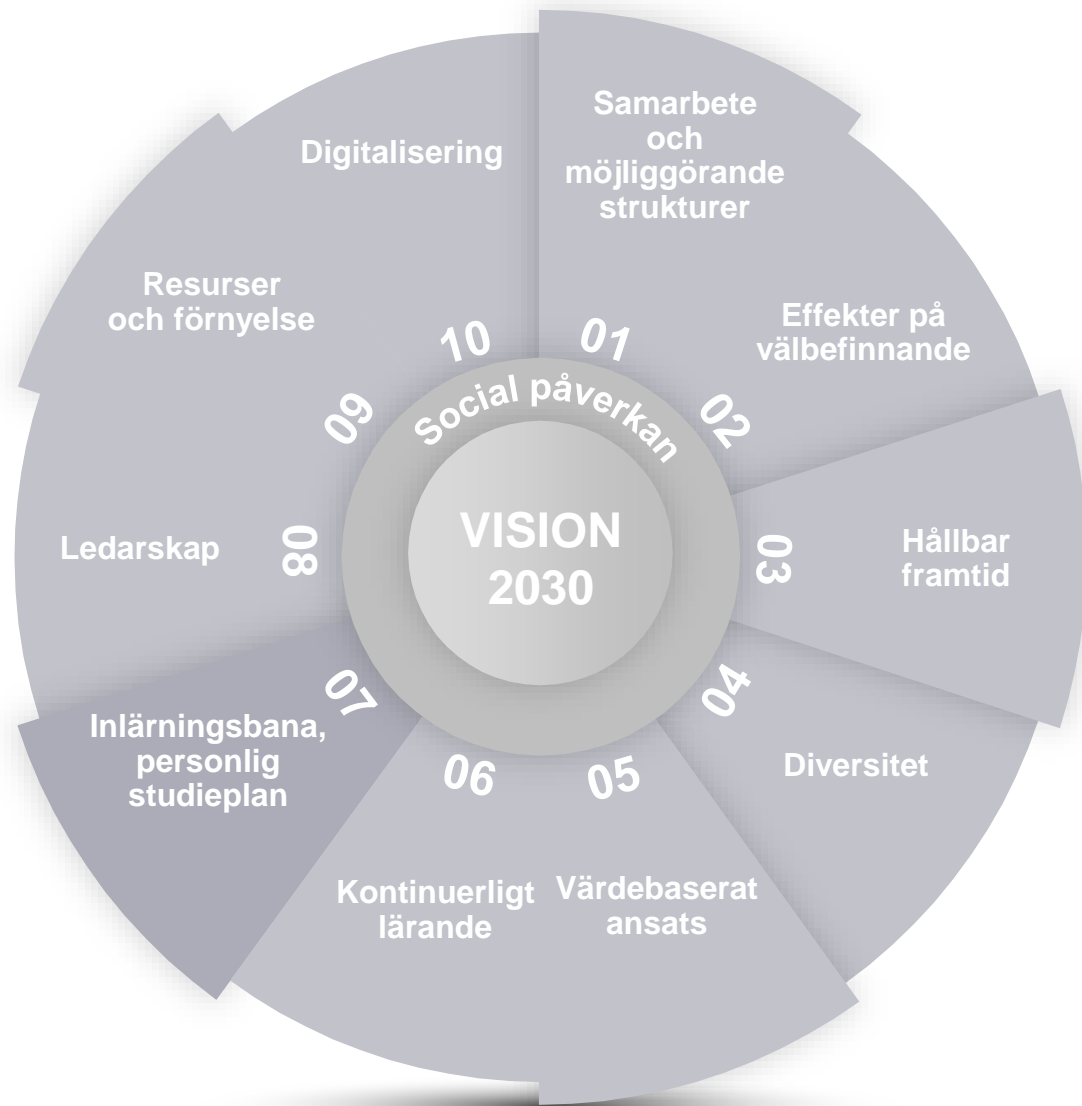 VISION
2030
Social påverkan
01
Samarbete
och
möjliggörande
strukturer
02
Effekter på
välbefinnande
03
Hållbar
framtid
04
Diversitet
05
Värdebaserat
ansats
06
Kontinuerligt
lärande
07
Inlärningsbana,
personlig
studieplan
08
Ledarskap
09
Resurser
och förnyelse
10
Digitalisering